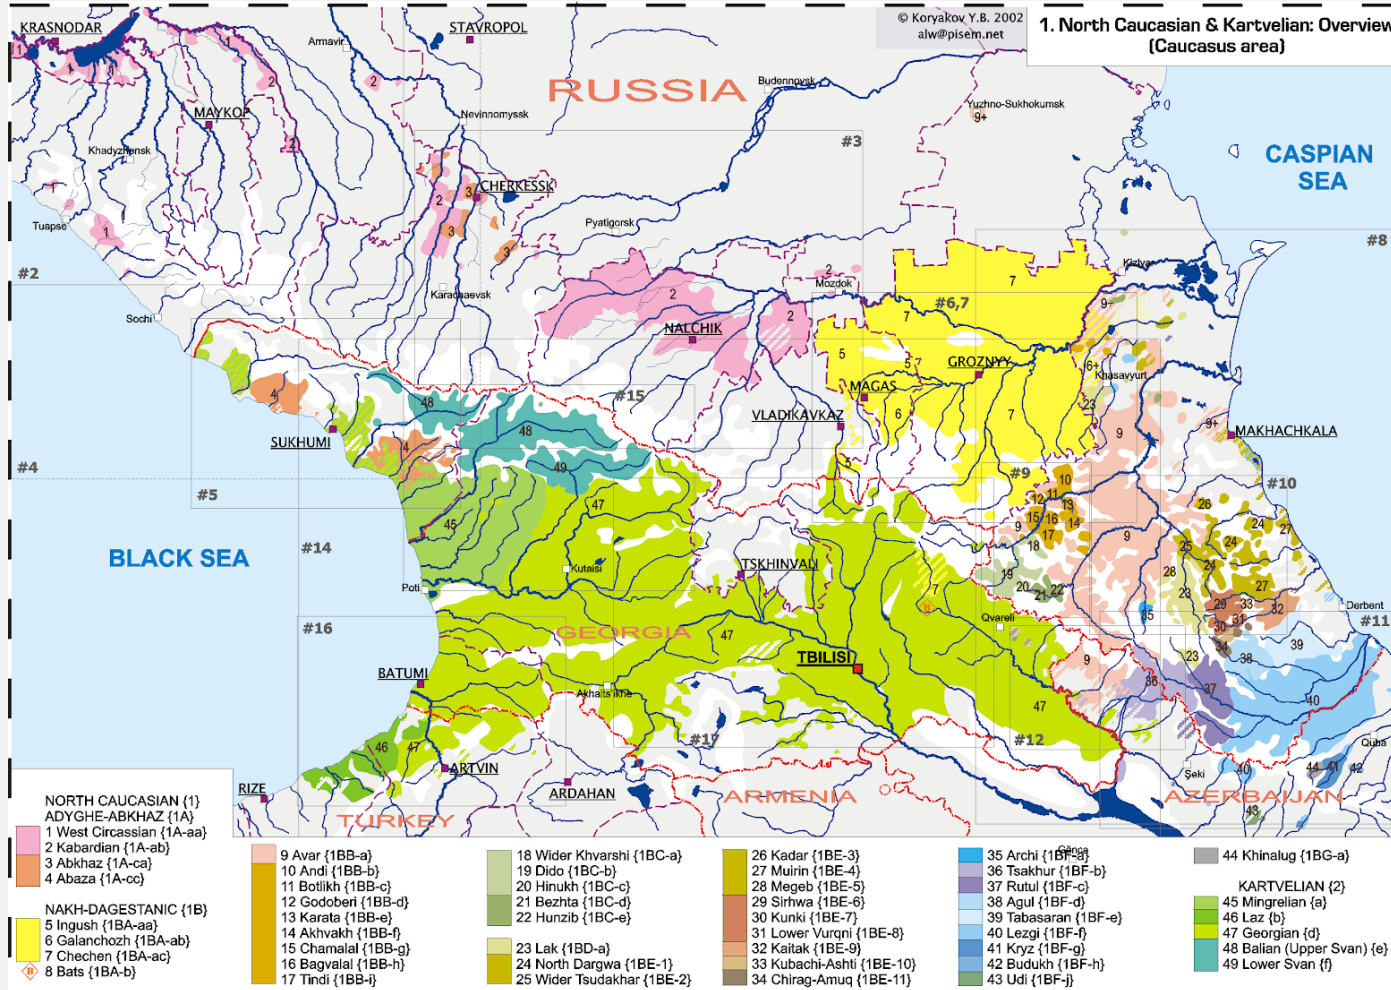 © Koryakov Y.B. 2002
alw@pisem.net
1. North Caucasian & Kartvelian: Overview
(Caucasus area)
KRASNODAR
STAVROPOL
Armavir
RUSSIA
Budennovsk
Yuzhno-Sukhokumsk
9+
MAYKOP
Nevinnomyssk
#3
Khadyzhensk
CASPIAN
SEA
CHERKESSK
Tuapse
Pyatigorsk
#8
#2
Kizlyar
Karachaevsk
Mozdok
#6,7
Sochi
NALCHIK
GROZNYY
Khasavyurt
MAGAS
#15
VLADIKAVKAZ
SUKHUMI
MAKHACHKALA
#4
#9
#10
#5
#14
BLACK SEA
Kutaisi
TSKHINVALI
Poti
Derbent
Qvareli
#11
#16
GEORGIA
TBILISI
BATUMI
Akhalts'ikhe
#17
#12
Quba
ARTVIN
Şeki
RIZE
ARDAHAN
ARMENIA
AZERBAIJAN
TURKEY
Gänca
NORTH CAUCASIAN {1}
ADYGHE-ABKHAZ {1A}
1 West Circassian {1A-aa}
2 Kabardian {1A-ab}
3 Abkhaz {1A-ca}
4 Abaza {1A-cc}
NAKH-DAGESTANIC {1B}
5 Ingush {1BA-aa}
6 Galanchozh {1BA-ab}
7 Chechen {1BA-ac}
8 Bats {1BA-b}
9 Avar {1BB-a}
10 Andi {1BB-b}
11 Botlikh {1BB-c}
12 Godoberi {1BB-d}
13 Karata {1BB-e}
14 Akhvakh {1BB-f}
15 Chamalal {1BB-g}
16 Bagvalal {1BB-h}
17 Tindi {1BB-i}
18 Wider Khvarshi {1BC-a}
19 Dido {1BC-b}
20 Hinukh {1BC-c}
21 Bezhta {1BC-d}
22 Hunzib {1BC-e}
23 Lak {1BD-a}
24 North Dargwa {1BE-1}
25 Wider Tsudakhar {1BE-2}
26 Kadar {1BE-3}
27 Muirin {1BE-4}
28 Megeb {1BE-5}
29 Sirhwa {1BE-6}
30 Kunki {1BE-7}
31 Lower Vurqni {1BE-8}
32 Kaitak {1BE-9}
33 Kubachi-Ashti {1BE-10}
34 Chirag-Amuq {1BE-11}
35 Archi {1BF-a}
36 Tsakhur {1BF-b}
37 Rutul {1BF-c}
38 Agul {1BF-d}
39 Tabasaran {1BF-e}
40 Lezgi {1BF-f}
41 Kryz {1BF-g}
42 Budukh {1BF-h}
43 Udi {1BF-j}
44 Khinalug {1BG-a}
KARTVELIAN {2}
45 Mingrelian {a}
46 Laz {b}
47 Georgian {d}
48 Balian (Upper Svan) {e}
49 Lower Svan {f}